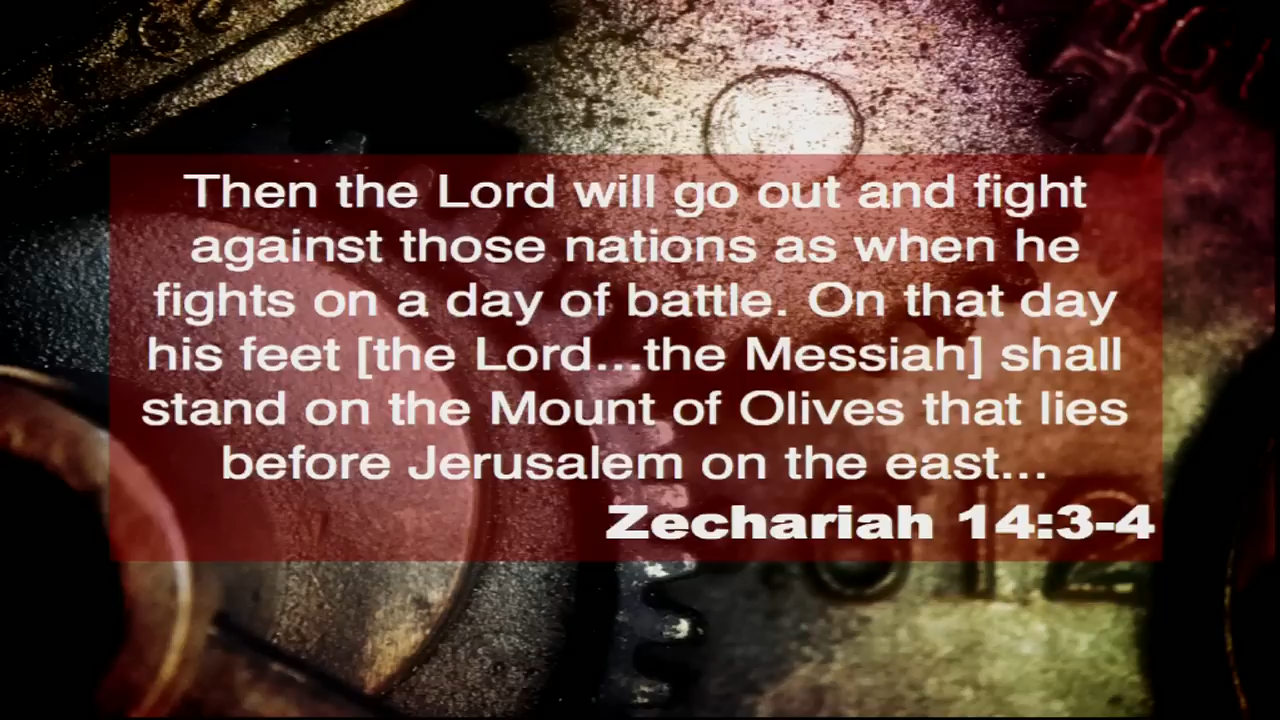 Then the Lord will go out and fight
against those nations as when he
fights on a day of battle. On that day
his feet [the Lord...the Messiah] shall
stand on the Mount of Olives that lies
before Jerusalem on the east...
Zechariah 14:3-4
012